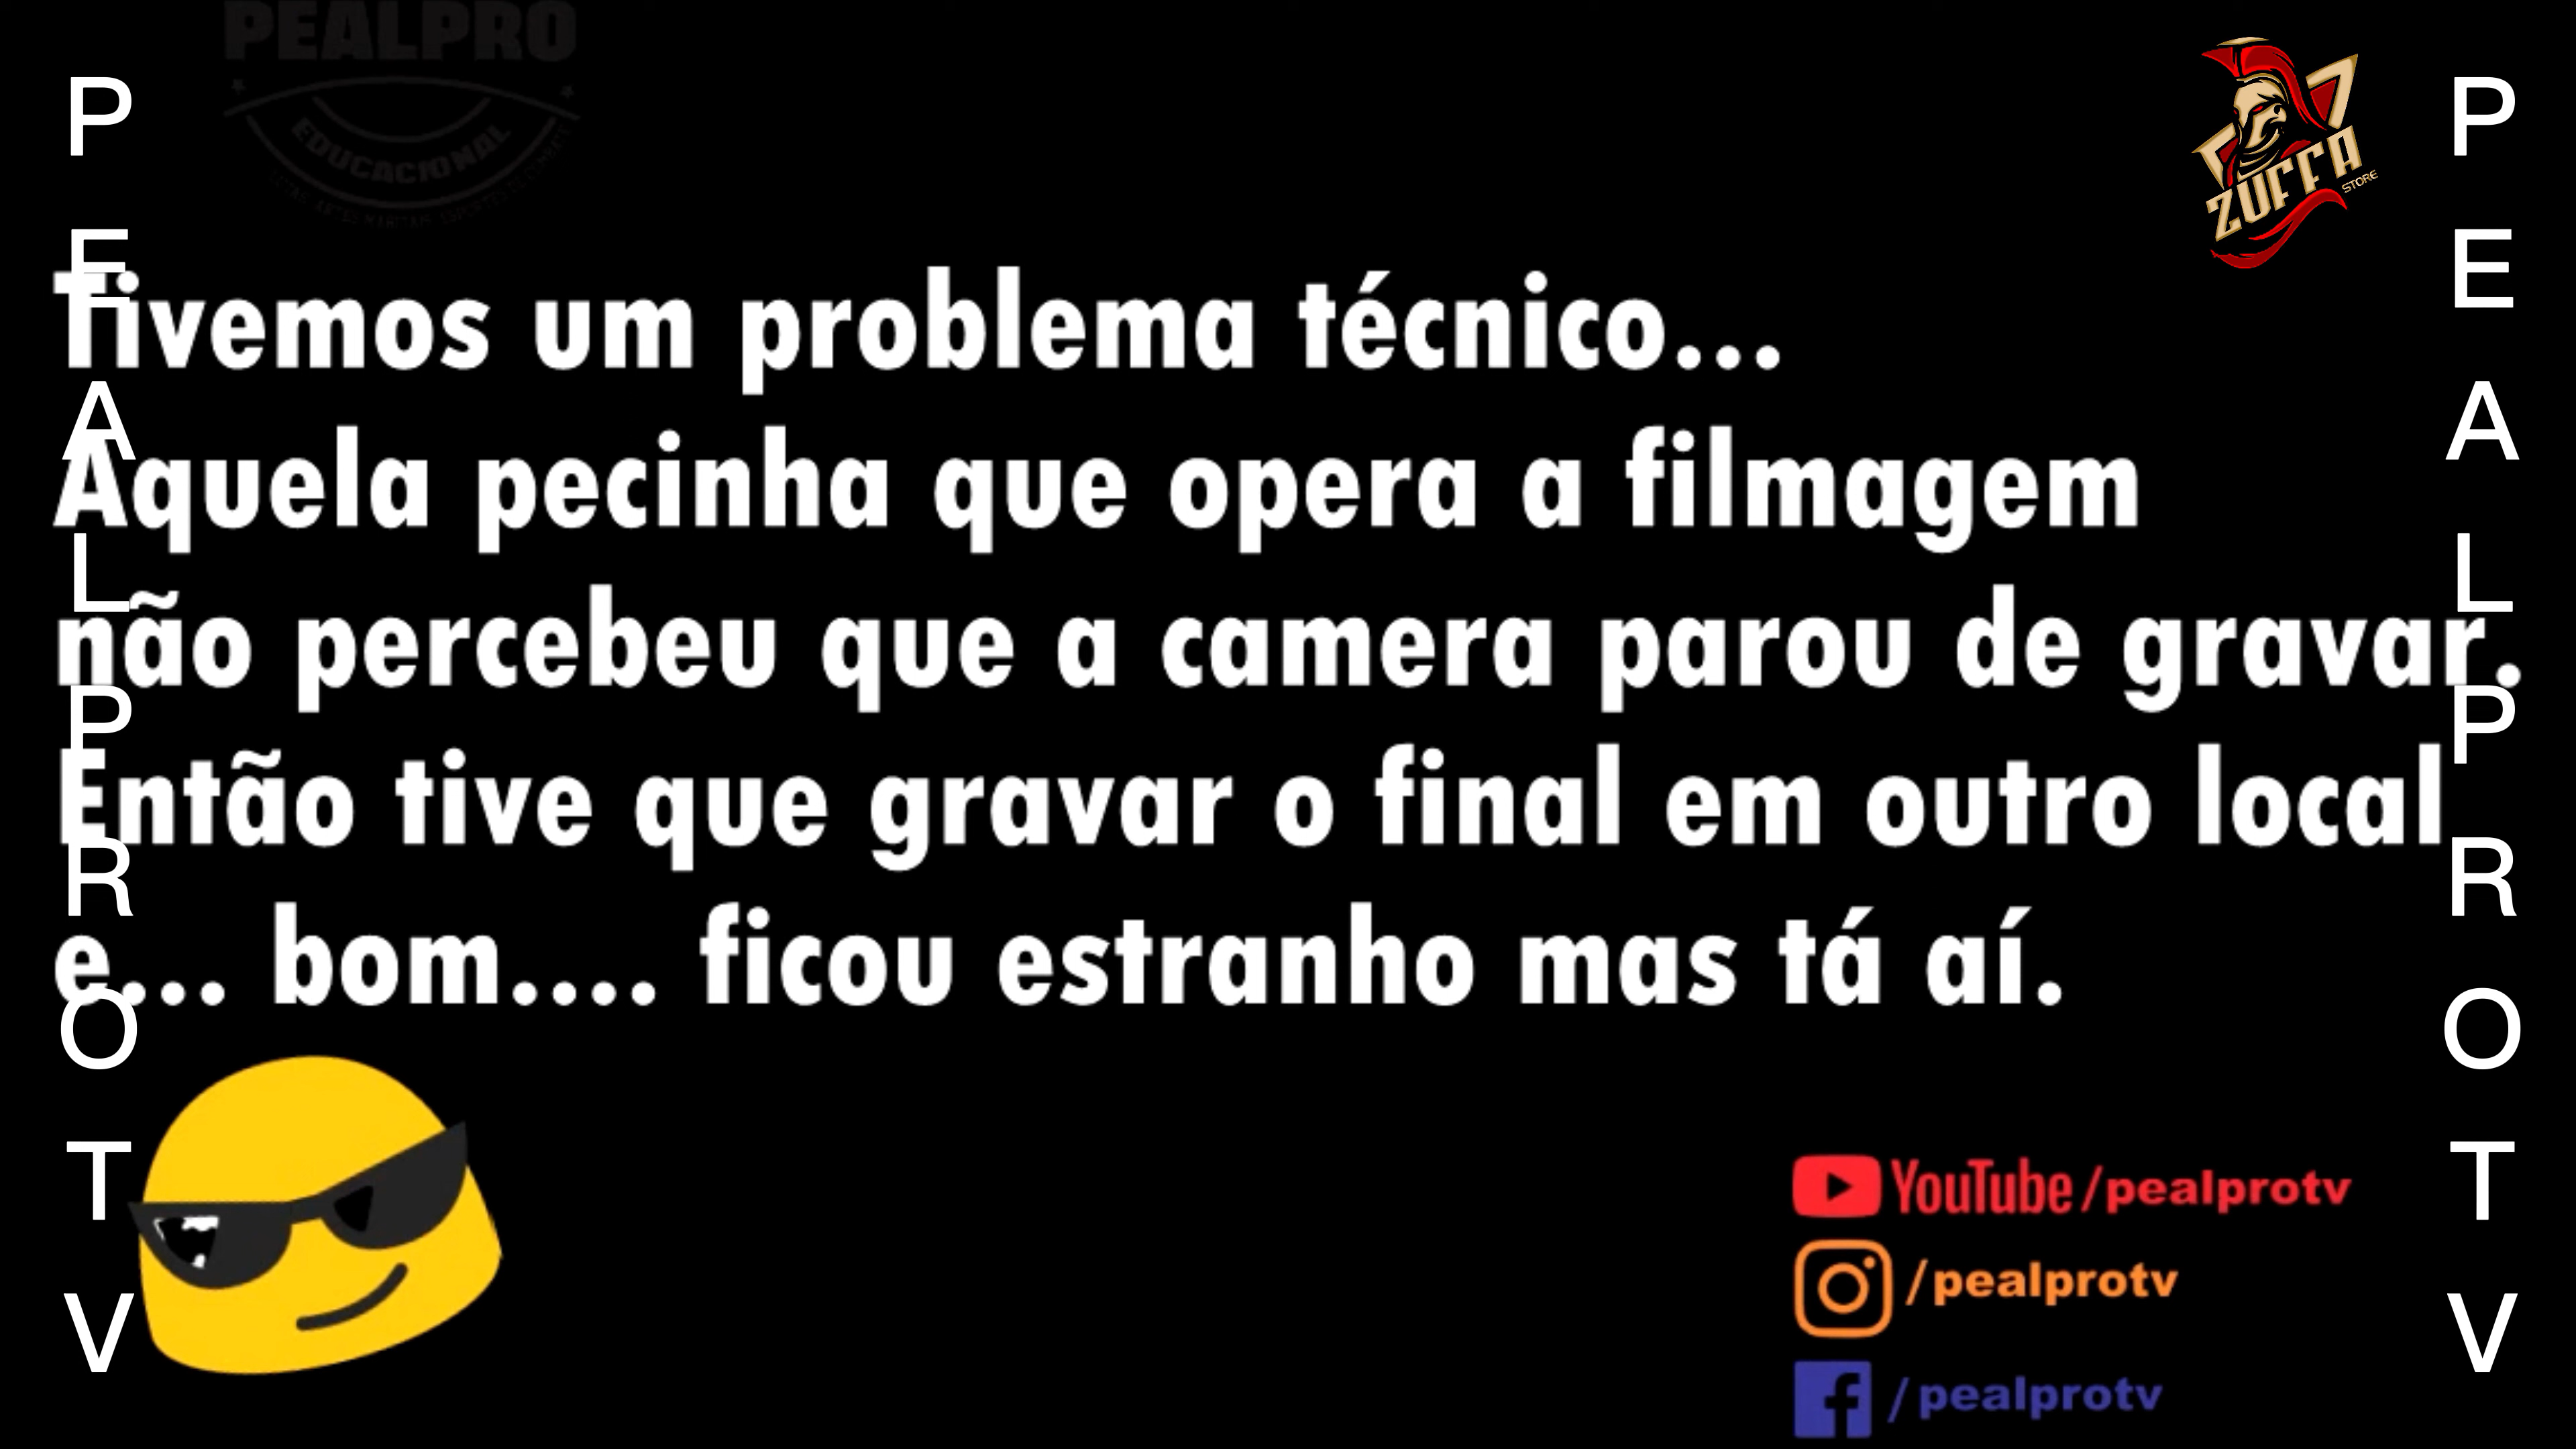 PEALPRO
EDUCACIONAL
ZUFFA
STORE
PEALPROTV
PEALPROTV
Tivemos um problema técnico...
Aquela pecinha que opera a filmagem
não percebeu que a camera parou de gravar.
Então tive que gravar o final em outro local
e... bom.... ficou estranho mas tá aí.
YouTube /pealprotv
/pealprotv
/pealprotv